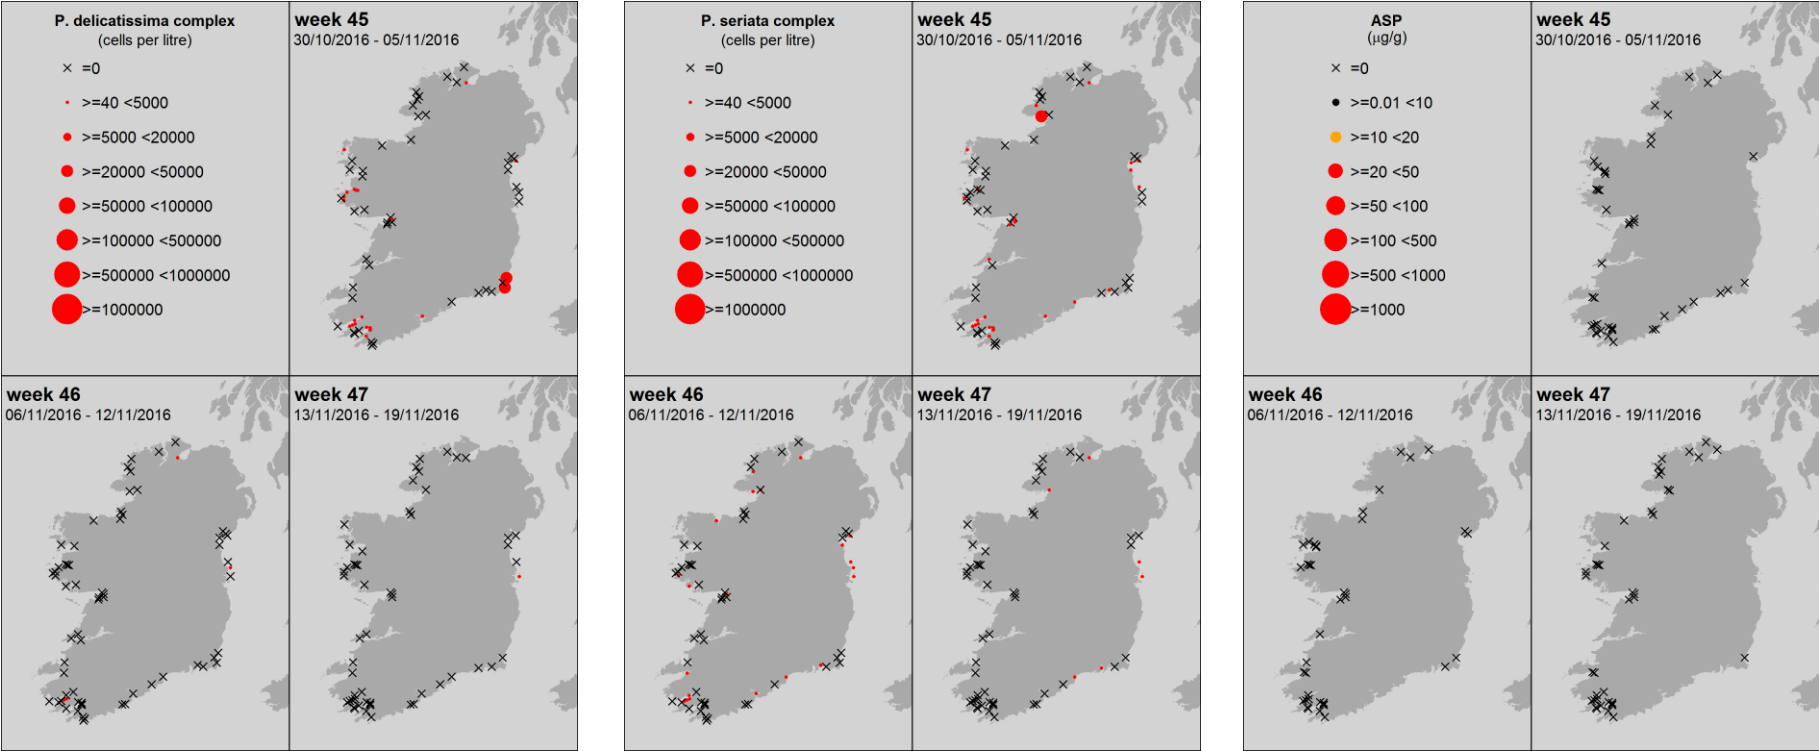 P. delicatissima complex
(cells per litre)
=0
>=40 <5000
>=5000 <20000
>=20000 <50000
>=50000 <100000
>=100000 <500000
>=500000 <1000000
>=1000000
week 45
30/10/2016 - 05/11/2016
week 46
06/11/2016 - 12/11/2016
week 47
13/11/2016 - 19/11/2016
P. seriata complex
(cells per litre)
=0
>=40 <5000
>=5000 <20000
>=20000 <50000
>=50000 <100000
>=100000 <500000
>=500000 <1000000
>=1000000
week 45
30/10/2016 - 05/11/2016
week 46
06/11/2016 - 12/11/2016
week 47
13/11/2016 - 19/11/2016
ASP
(μg/g)
=0
>=0.01 <10
>=10 <20
>=20 <50
>=50 <100
>=100 <500
>=500 <1000
>=1000
week 45
30/10/2016 - 05/11/2016
week 46
06/11/2016 - 12/11/2016
week 47
13/11/2016 - 19/11/2016